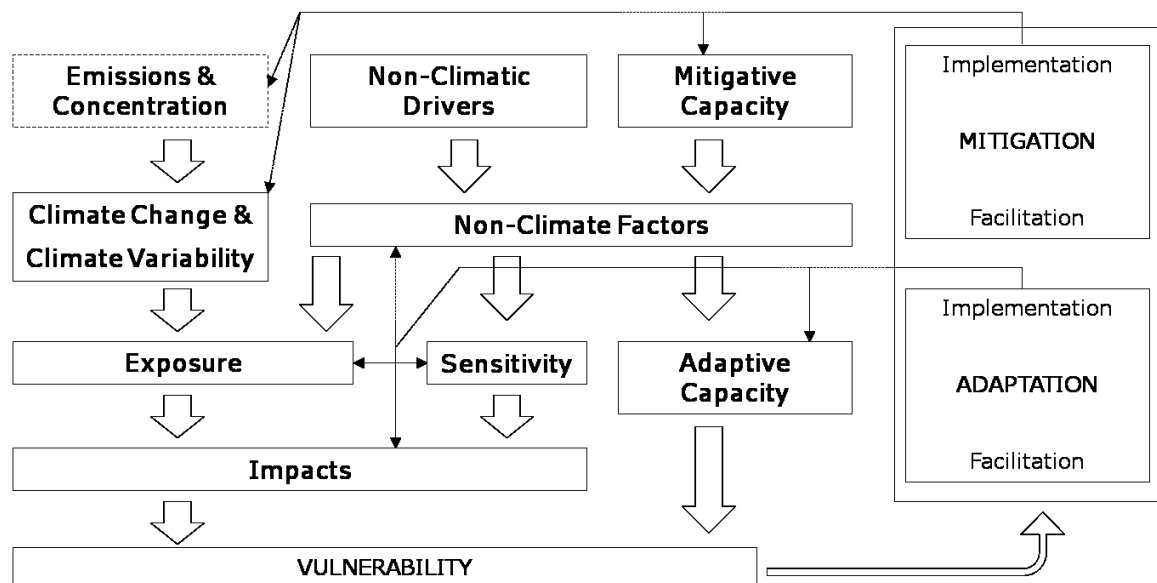 Emissions &
Concentration
Non-Climatic
Drivers
Mitigative
Capacity
Implementation
MITIGATION
Facilitation
Climate Change &
Climate Variability
Non-Climate Factors
Implementation
ADAPTATION
Facilitation
Exposure
Sensitivity
Adaptive
Capacity
Impacts
VULNERABILITY